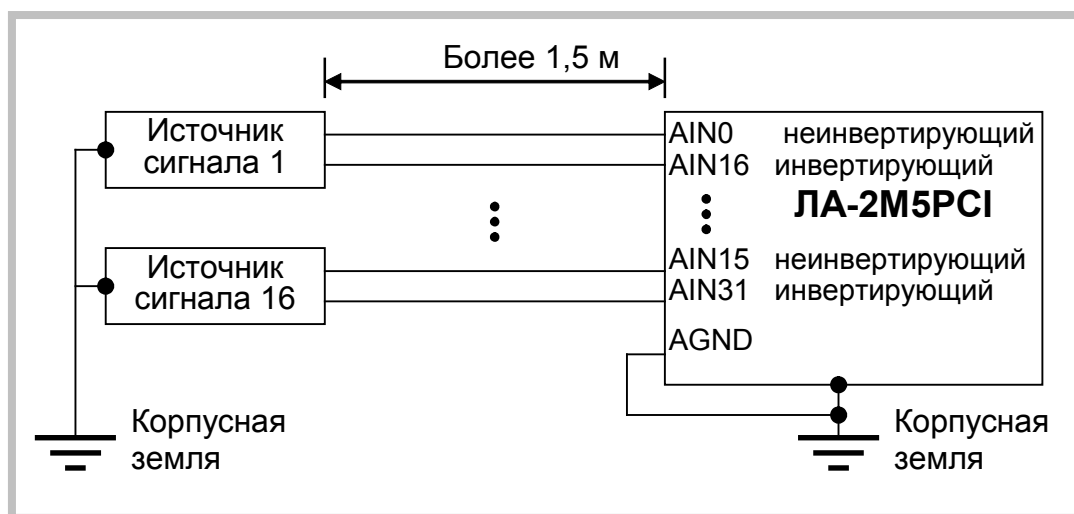 Более 1,5 м
Источник
сигнала 1
AIN0 неинвертирующий
AIN16 инвертирующий
ЛА-2М5PCI
Источник
сигнала 16
AIN15 неинвертирующий
AIN31 инвертирующий
AGND
Корпусная
земля
Корпусная
земля